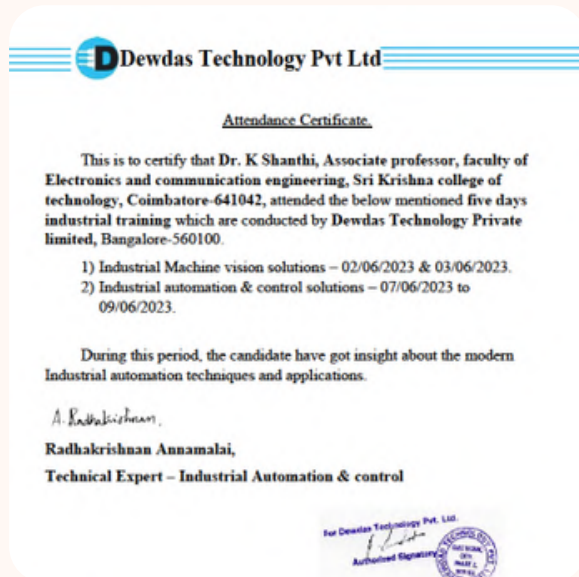 Dewdas Technology Pvt Ltd
Attendance Certificate.
This is to certify that Dr. K Shanthi, Associate professor, faculty of
Electronics and communication engineering, Sri Krishna college of
technology, Coimbatore-641042, attended the below mentioned five days
industrial training which are conducted by Dewdas Technology Private
limited, Bangalore-560100.
1) Industrial Machine vision solutions – 02/06/2023 & 03/06/2023.
2) Industrial automation & control solutions – 07/06/2023 to
09/06/2023.
During this period, the candidate have got insight about the modern
Industrial automation techniques and applications.
A. Radhakrishnan.
Radhakrishnan Annamalai,
Technical Expert – Industrial Automation & control
For Dewdas Technology Pvt. Ltd.
Authorised Signatory